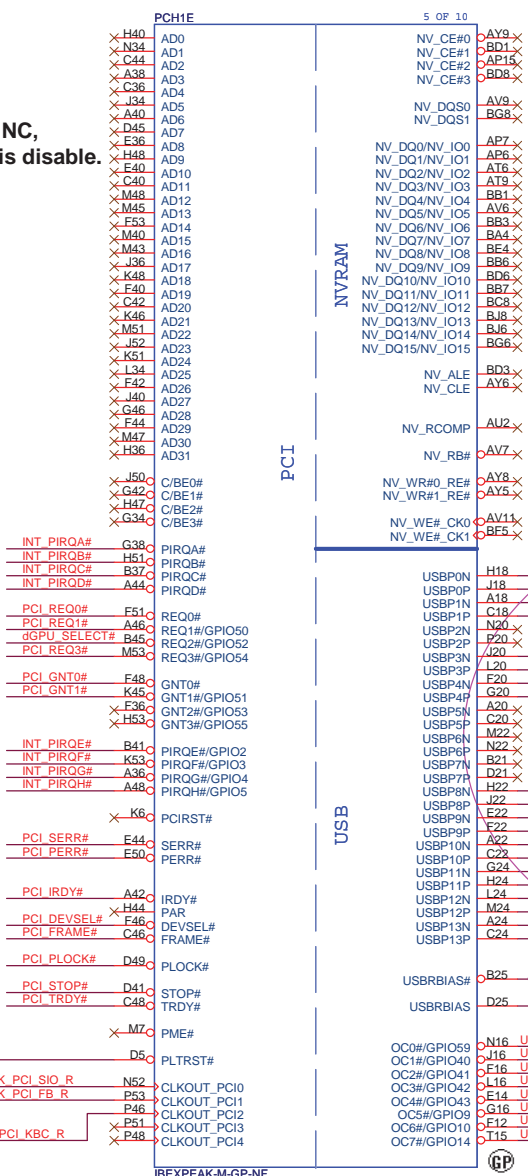 PCH1E
5 OF 10
NC,
is disable.
H40 AD0
N34 AD1
C44 AD2
A38 AD3
C36 AD4
J34 AD5
A40 AD6
D45 AD7
E36 AD8
H48 AD9
E40 AD10
C40 AD11
M48 AD12
M45 AD13
F53 AD14
M40 AD15
M43 AD16
J36 AD17
K48 AD18
F40 AD19
C42 AD20
K46 AD21
M51 AD22
J52 AD23
K51 AD24
L34 AD25
F42 AD26
J40 AD27
G46 AD28
F44 AD29
M47 AD30
H36 AD31
J50 C/BE0#
G42 C/BE1#
H47 C/BE2#
G34 C/BE3#
INT_PIRQA# G38 PIRQA#
INT_PIRQB# H51 PIRQB#
INT_PIRQC# B37 PIRQC#
INT_PIRQD# A44 PIRQD#
PCI_REQ0# F51 REQ0#
PCI_REQ1# A46 REQ1#/GPIO50
dGPU_SELECT# B45 REQ2#/GPIO52
PCI_REQ3# M53 REQ3#/GPIO54
PCI_GNT0# F48 GNT0#
PCI_GNT1# K45 GNT1#/GPIO51
F36 GNT2#/GPIO53
H53 GNT3#/GPIO55
INT_PIRQE# B41 PIRQE#/GPIO2
INT_PIRQF# K53 PIRQF#/GPIO3
INT_PIRQG# A36 PIRQG#/GPIO4
INT_PIRQH# A48 PIRQH#/GPIO5
K6 PCIRST#
PCI_SERR# E44 SERR#
PCI_PERR# E50 PERR#
PCI_IRDY# A42 IRDY#
H44 PAR
PCI_DEVSEL# F46 DEVSEL#
PCI_FRAME# C46 FRAME#
PCI_PLOCK# D49 PLOCK#
PCI_STOP# D41 STOP#
PCI_TRDY# C48 TRDY#
M7 PME#
D5 PLTRST#
K_PCI_SIO_R N52 CLKOUT_PCI0
K_PCI_FB_R P53 CLKOUT_PCI1
P46 CLKOUT_PCI2
P51 CLKOUT_PCI3
PCI_KBC_R P48 CLKOUT_PCI4
PCI
NVRAM
USB
NV_CE#0 AY9
NV_CE#1 BD1
NV_CE#2 AP15
NV_CE#3 BD8
NV_DQS0 AV9
NV_DQS1 BG8
NV_DQ0/NV_IO0 AP7
NV_DQ1/NV_IO1 AP6
NV_DQ2/NV_IO2 AT6
NV_DQ3/NV_IO3 AT9
NV_DQ4/NV_IO4 BB1
NV_DQ5/NV_IO5 AV6
NV_DQ6/NV_IO6 BB3
NV_DQ7/NV_IO7 BA4
NV_DQ8/NV_IO8 BE4
NV_DQ9/NV_IO9 BB6
NV_DQ10/NV_IO10 BD6
NV_DQ11/NV_IO11 BB7
NV_DQ12/NV_IO12 BC8
NV_DQ13/NV_IO13 BJ8
NV_DQ14/NV_IO14 BJ6
NV_DQ15/NV_IO15 BG6
NV_ALE BD3
NV_CLE AY6
NV_RCOMP AU2
NV_RB# AV7
NV_WR#0_RE# AY8
NV_WR#1_RE# AY5
NV_WE#_CK0 AV11
NV_WE#_CK1 BF5
USBP0N H18
USBP0P J18
USBP1N A18
USBP1P C18
USBP2N N20
USBP2P P20
USBP3N J20
USBP3P L20
USBP4N F20
USBP4P G20
USBP5N A20
USBP5P C20
USBP6N M22
USBP6P N22
USBP7N B21
USBP7P D21
USBP8N H22
USBP8P J22
USBP9N E22
USBP9P F22
USBP10N A22
USBP10P C22
USBP11N G24
USBP11P H24
USBP12N L24
USBP12P M24
USBP13N A24
USBP13P C24
USBRBIAS# B25
USBRBIAS D25
OC0#/GPIO59 N16 U
OC1#/GPIO40 J16 U
OC2#/GPIO41 F16 U
OC3#/GPIO42 L16 U
OC4#/GPIO43 E14 U
OC5#/GPIO9 G16 U
OC6#/GPIO10 F12 U
OC7#/GPIO14 T15 U
IBEXPEAK-M-GP-NF
GP